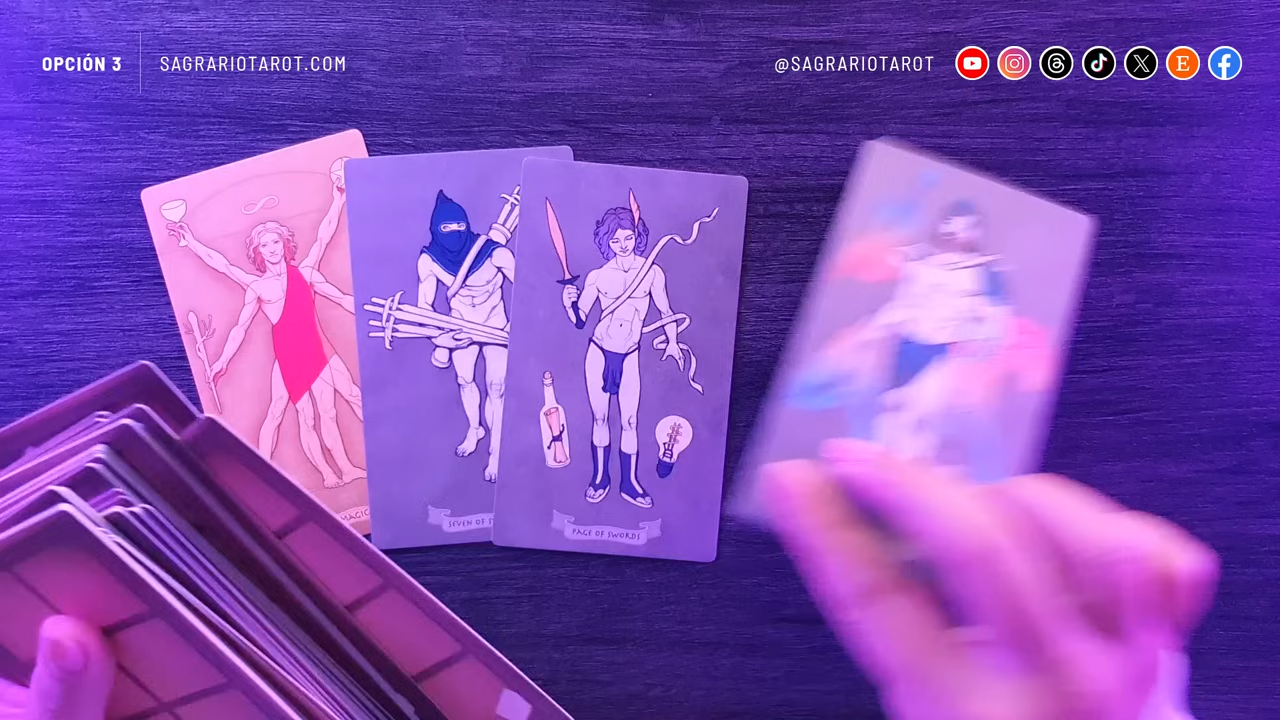 OPCIÓN 3
SAGRARIOTAROT.COM
@SAGRARIOTAROT
SEVEN OF
PAGE OF SWORDS